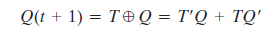 Q(t + 1) = T⊕Q = T'Q + TQ'